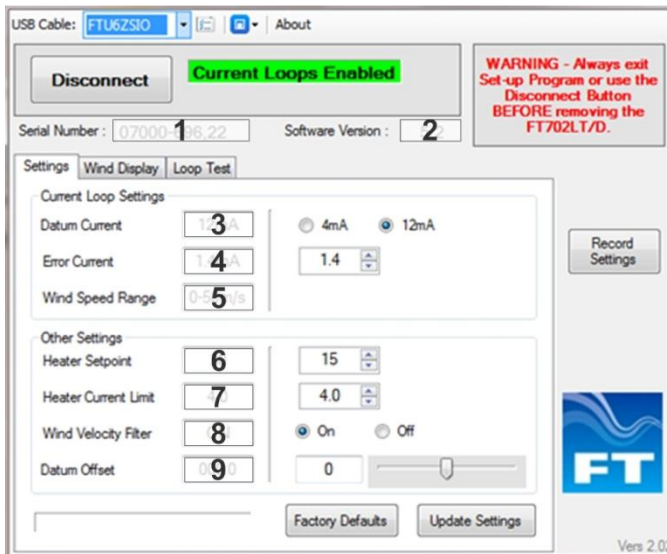 USB Cable: FTU6ZSIO About
Disconnect
Current Loops Enabled
WARNING - Always exit
Set-up Program or use the
Disconnect Button
BEFORE removing the
FT702LT/D.
Serial Number : 1 Software Version : 2
Settings Wind Display Loop Test
Current Loop Settings
Datum Current 3 4mA 12mA
Error Current 4 1.4
Wind Speed Range 5
Record
Settings
Other Settings
Heater Setpoint 6 15
Heater Current Limit 7 4.0
Wind Velocity Filter 8 On Off
Datum Offset 9 0
FT
Factory Defaults Update Settings